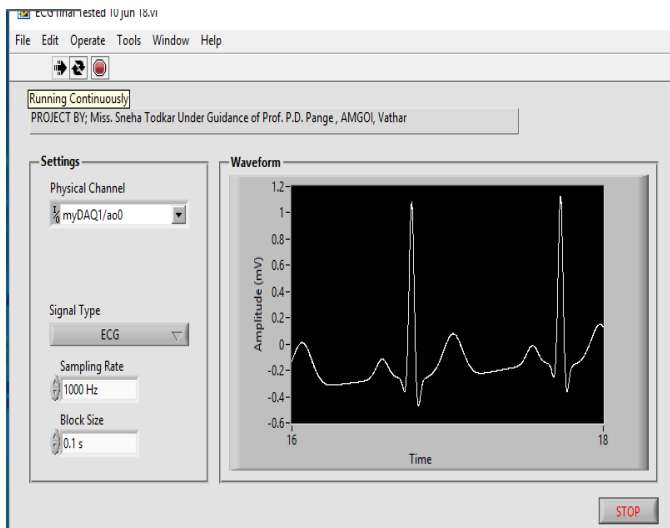 ECG final Tested 10 jun 18.vi
File Edit Operate Tools Window Help
Running Continuously
PROJECT BY; Miss. Sneha Todkar Under Guidance of Prof. P.D. Pange , AMGOI, Vathar
Settings
Physical Channel
I/O myDAQ1/ao0
Signal Type
ECG
Sampling Rate
1000 Hz
Block Size
0.1 s
Waveform
Amplitude (mV)
1.2
1
0.8
0.6
0.4
0.2
0
-0.2
-0.4
-0.6
16
18
Time
STOP